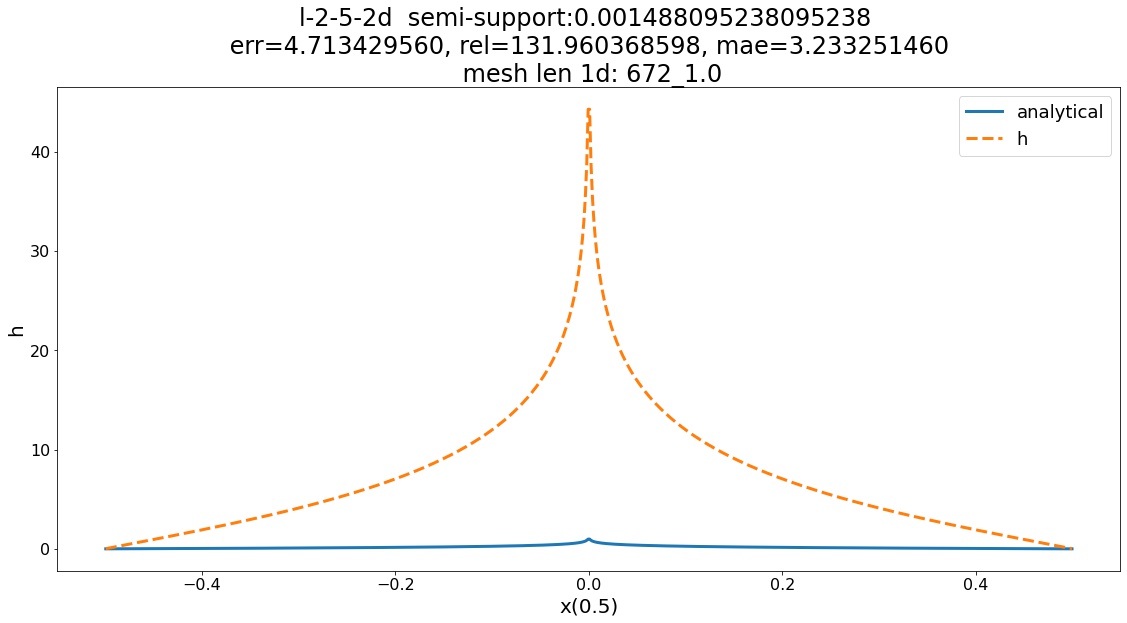 l-2-5-2d  semi-support:0.001488095238095238
err=4.713429560, rel=131.960368598, mae=3.233251460
mesh len 1d: 672_1.0
analytical
h
40
30
20
10
0
h
−0.4
−0.2
0.0
0.2
0.4
x(0.5)